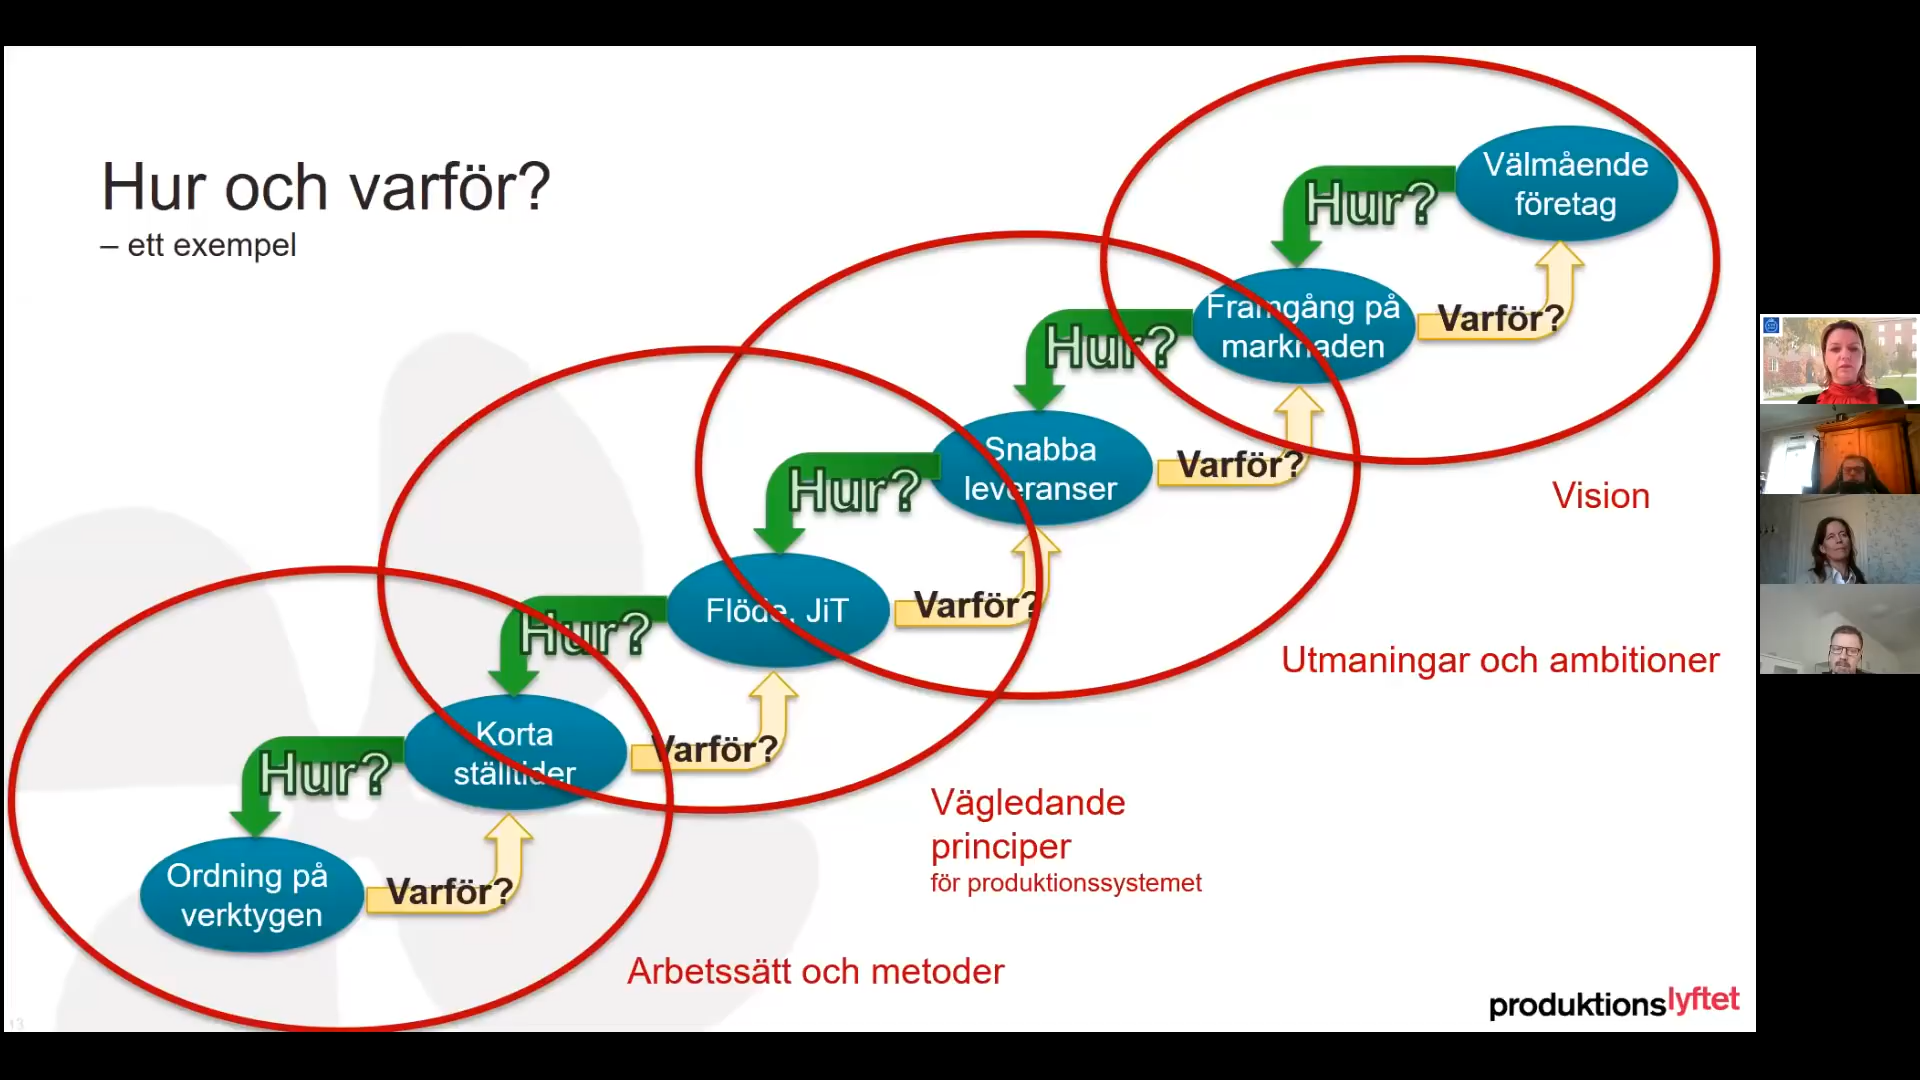 Hur och varför?
– ett exempel
Välmående
företag
Hur?
Framgång på
marknaden
Varför?
Hur?
Snabba
leveranser
Varför?
Vision
Hur?
Flöde, JiT
Varför?
Utmaningar och ambitioner
Hur?
Korta
ställtider
Varför?
Vägledande
principer
för produktionssystemet
Hur?
Ordning på
verktygen
Varför?
Arbetssätt och metoder
produktionslyftet
13